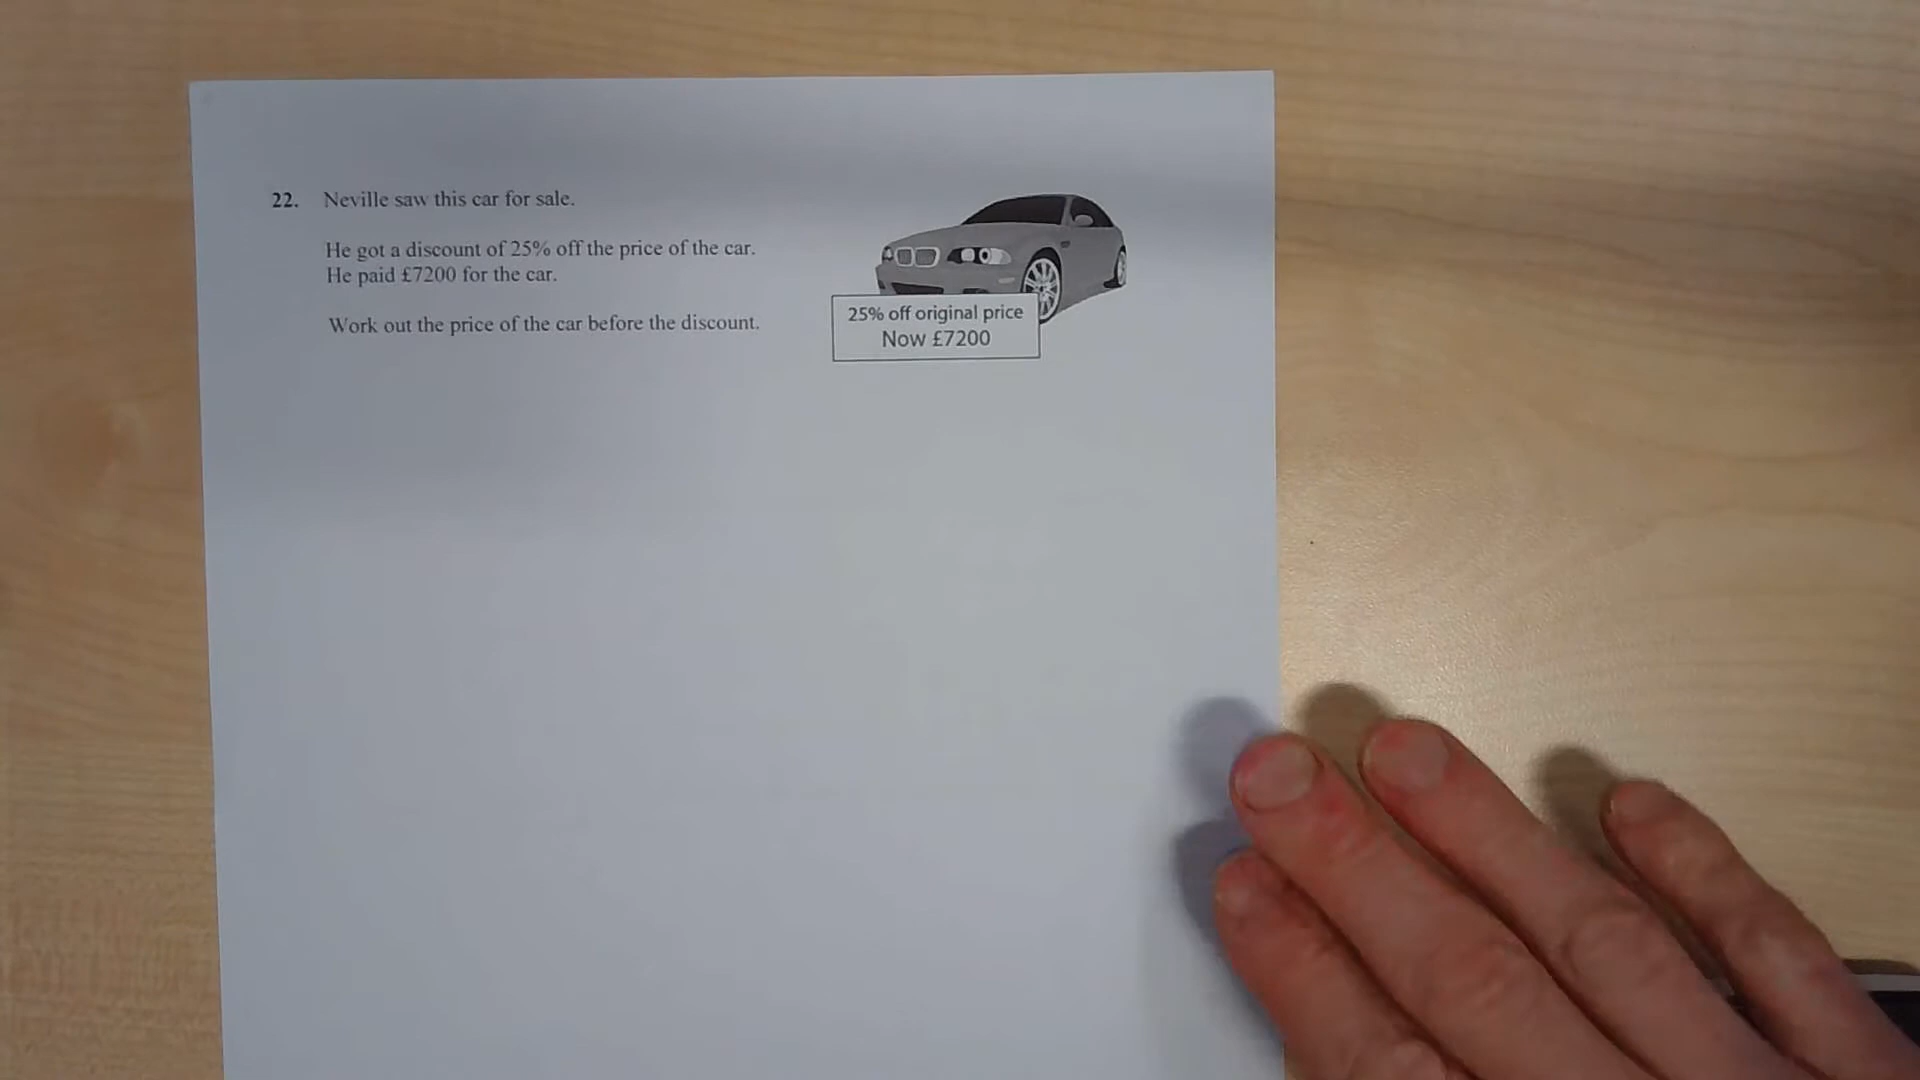 22. Neville saw this car for sale.
He got a discount of 25% off the price of the car.
He paid £7200 for the car.
Work out the price of the car before the discount.
25% off original price
Now £7200